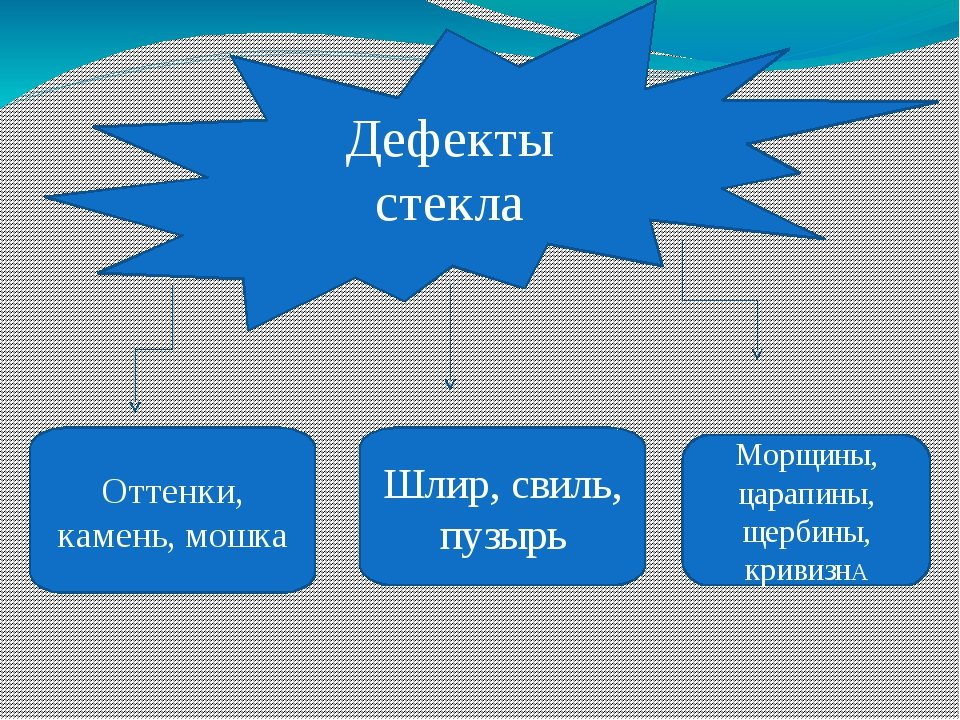 Дефекты
стекла
Оттенки,
камень, мошка
Шлир, свиль,
пузырь
Морщины,
царапины,
щербины,
кривизнА